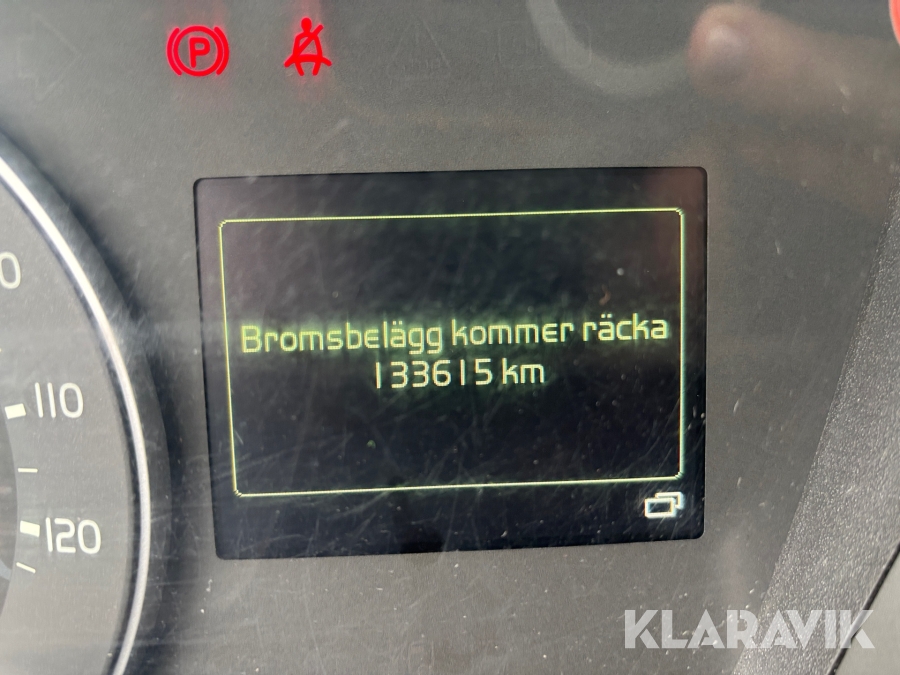 P
Bromsbelägg kommer räcka
133615 km
0
110
120
KLARAVIK